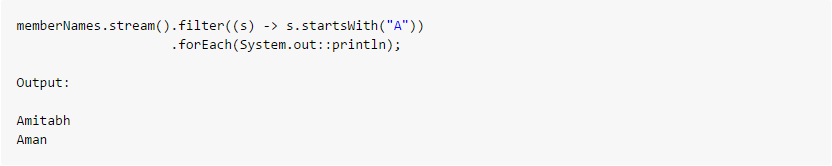 memberNames.stream().filter((s) -> s.startsWith("A"))
                    .forEach(System.out::println);
Output:
Amitabh
Aman